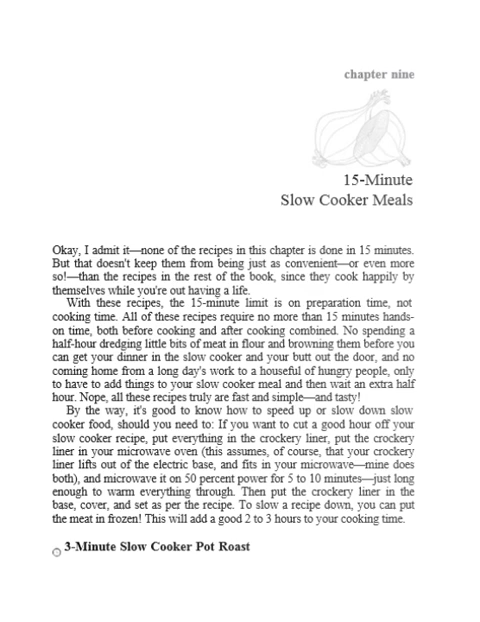 chapter nine
15-Minute
Slow Cooker Meals
Okay, I admit it—none of the recipes in this chapter is done in 15 minutes.
But that doesn't keep them from being just as convenient—or even more
so!—than the recipes in the rest of the book, since they cook happily by
themselves while you're out having a life.
With these recipes, the 15-minute limit is on preparation time, not
cooking time. All of these recipes require no more than 15 minutes hands-
on time, both before cooking and after cooking combined. No spending a
half-hour dredging little bits of meat in flour and browning them before you
can get your dinner in the slow cooker and your butt out the door, and no
coming home from a long day's work to a houseful of hungry people, only
to have to add things to your slow cooker meal and then wait an extra half
hour. Nope, all these recipes truly are fast and simple—and tasty!
By the way, it's good to know how to speed up or slow down slow
cooker food, should you need to: If you want to cut a good hour off your
slow cooker recipe, put everything in the crockery liner, put the crockery
liner in your microwave oven (this assumes, of course, that your crockery
liner lifts out of the electric base, and fits in your microwave—mine does
both), and microwave it on 50 percent power for 5 to 10 minutes—just long
enough to warm everything through. Then put the crockery liner in the
base, cover, and set as per the recipe. To slow a recipe down, you can put
the meat in frozen! This will add a good 2 to 3 hours to your cooking time.
3-Minute Slow Cooker Pot Roast